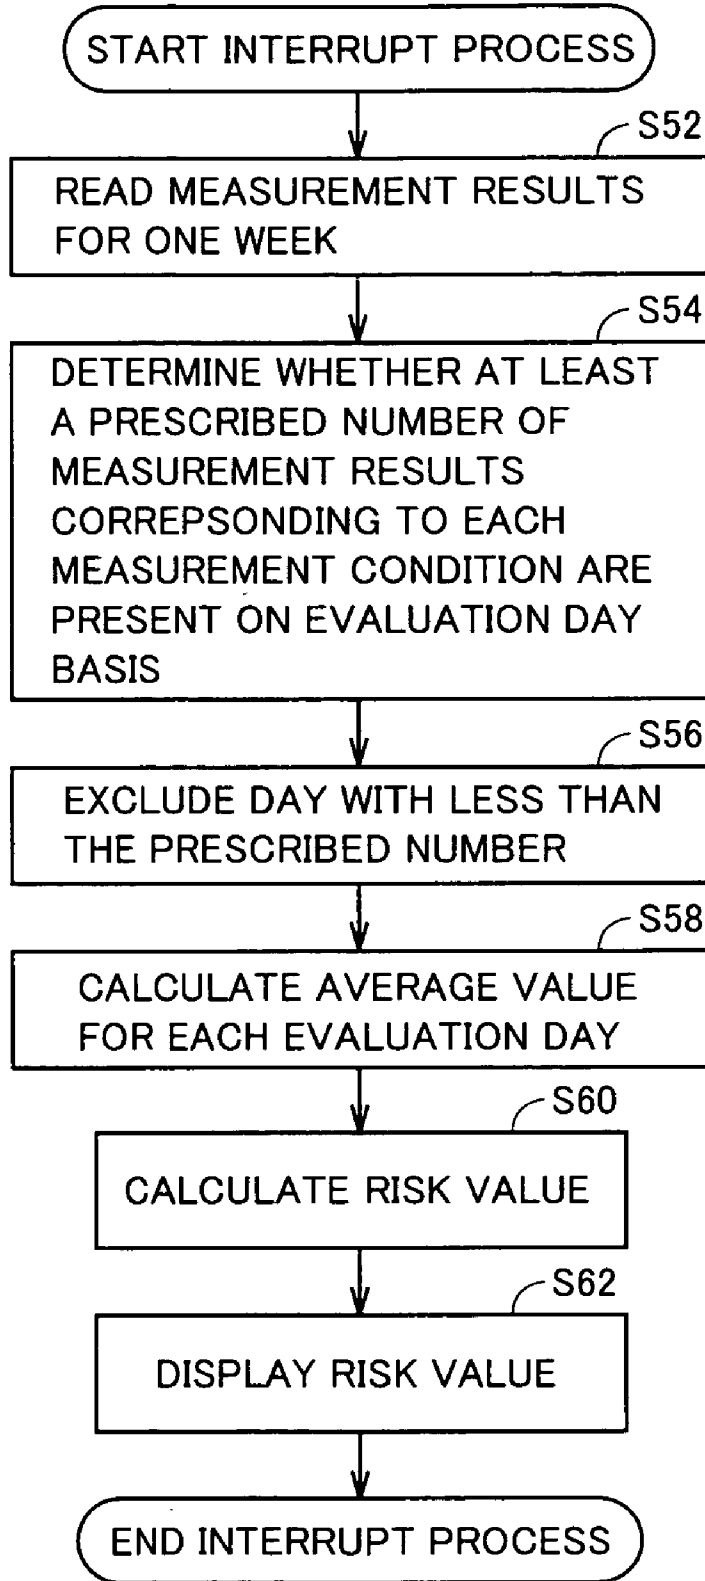 START INTERRUPT PROCESS
S52
READ MEASUREMENT RESULTS
FOR ONE WEEK
S54
DETERMINE WHETHER AT LEAST
A PRESCRIBED NUMBER OF
MEASUREMENT RESULTS
CORREPSONDING TO EACH
MEASUREMENT CONDITION ARE
PRESENT ON EVALUATION DAY
BASIS
S56
EXCLUDE DAY WITH LESS THAN
THE PRESCRIBED NUMBER
S58
CALCULATE AVERAGE VALUE
FOR EACH EVALUATION DAY
S60
CALCULATE RISK VALUE
S62
DISPLAY RISK VALUE
END INTERRUPT PROCESS